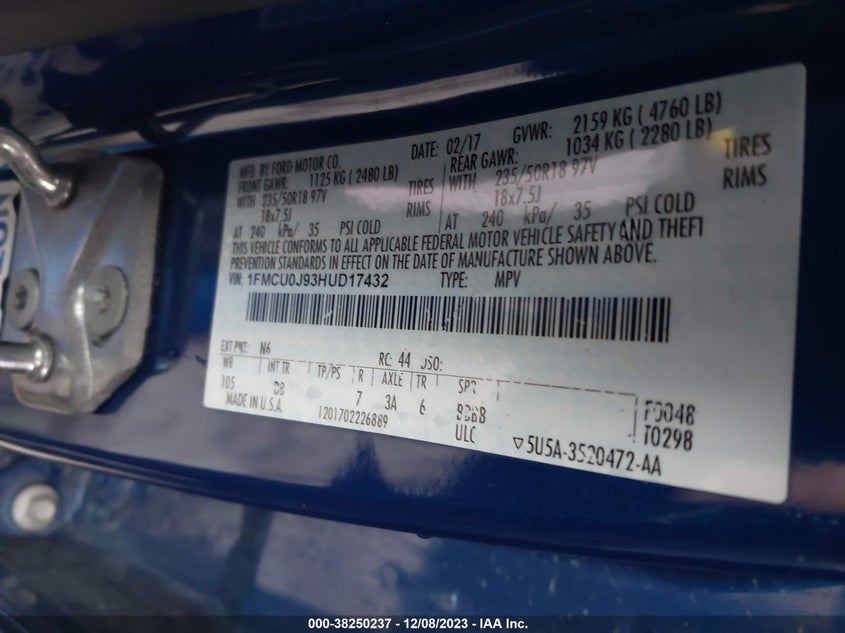 MFD. BY FORD MOTOR CO. DATE: 02/17 GVWR: 2159 KG ( 4760 LB)
FRONT GAWR: 1125 KG ( 2480 LB) REAR GAWR: 1034 KG ( 2280 LB)
WITH 235/50R18 97V TIRES WITH 235/50R18 97V TIRES
18x7.5J RIMS 18x7.5J RIMS
AT 240 kPa/ 35 PSI COLD AT 240 kPa/ 35 PSI COLD
THIS VEHICLE CONFORMS TO ALL APPLICABLE FEDERAL MOTOR VEHICLE SAFETY AND THEFT
PREVENTION STANDARDS IN EFFECT ON THE DATE OF MANUFACTURE SHOWN ABOVE.
VIN: 1FMCU0J93HUD17432 TYPE: MPV
EXT PNT: N6 RC: 44 DSO:
WB INT TR TP/PS R AXLE TR SPR
105 7 3A 6 BBBB F0048
MADE IN U.S.A. 1201702226889 ULC T0298
5U5A-3520472-AA
000-38250237 - 12/08/2023 - IAA Inc.